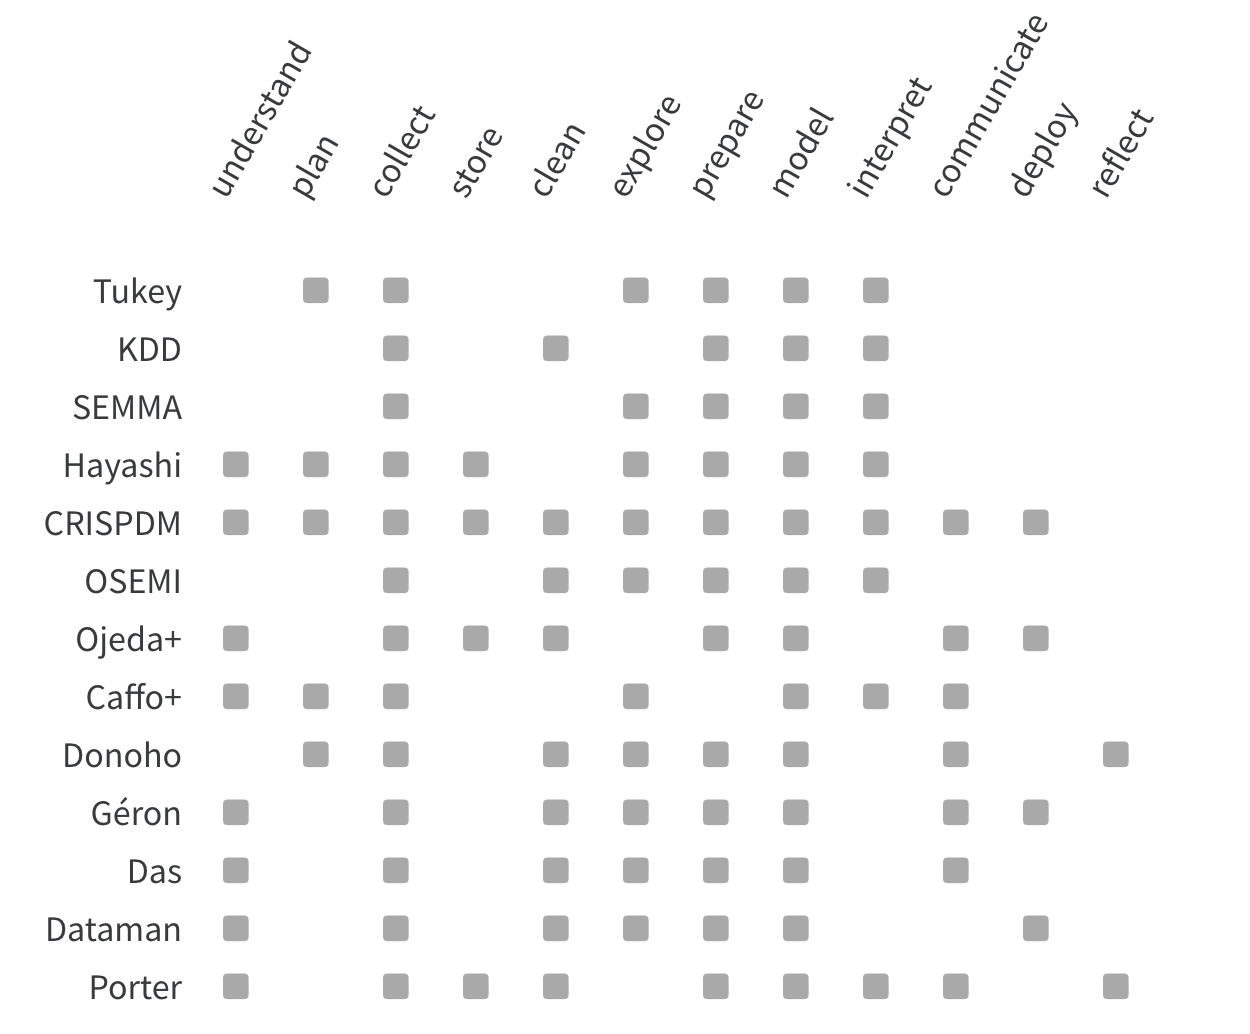 understand plan collect store clean explore prepare model interpret communicate deploy reflect
Tukey
KDD
SEMMA
Hayashi
CRISPDM
OSEMI
Ojeda+
Caffo+
Donoho
Géron
Das
Dataman
Porter